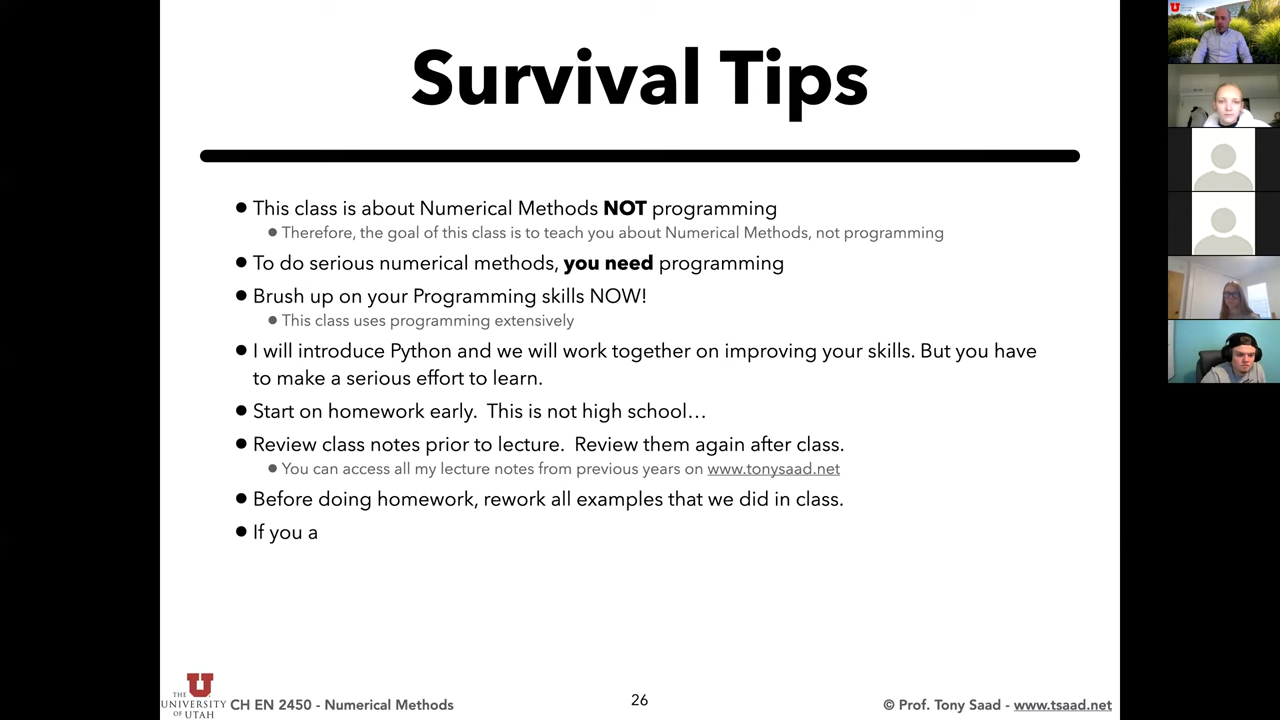 Survival Tips
● This class is about Numerical Methods NOT programming
● Therefore, the goal of this class is to teach you about Numerical Methods, not programming
● To do serious numerical methods, you need programming
● Brush up on your Programming skills NOW!
● This class uses programming extensively
● I will introduce Python and we will work together on improving your skills. But you have
to make a serious effort to learn.
● Start on homework early. This is not high school…
● Review class notes prior to lecture. Review them again after class.
● You can access all my lecture notes from previous years on www.tonysaad.net
● Before doing homework, rework all examples that we did in class.
● If you a
THE
UNIVERSITY
OF UTAH
CH EN 2450 - Numerical Methods
26
© Prof. Tony Saad - www.tsaad.net